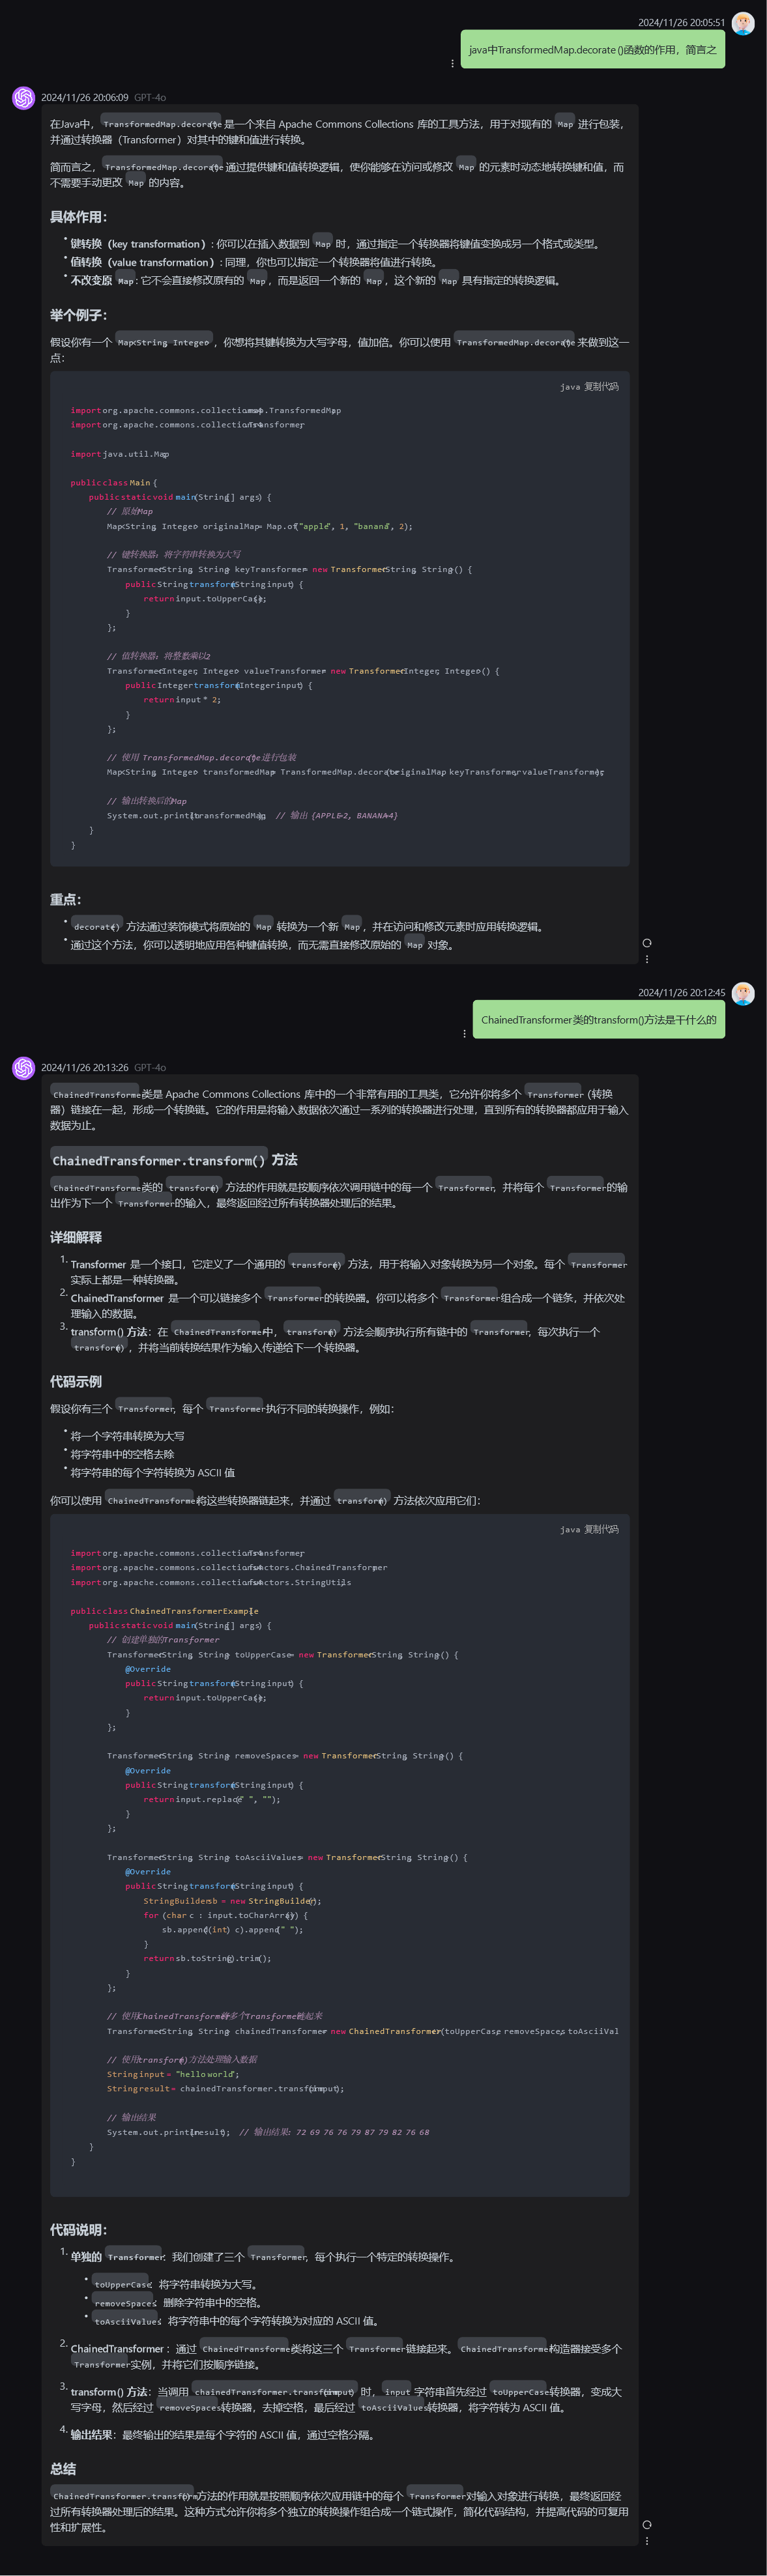 2024/11/26 20:05:51
java中TransformedMap.decorate ()函数的作用，简言之
2024/11/26 20:06:09 GPT-4o
在Java中， TransformedMap.decorate() 是一个来自 Apache Commons Collections 库的工具方法，用于对现有的 Map 进行包装，
并通过转换器（Transformer）对其中的键和值进行转换。
简而言之， TransformedMap.decorate() 通过提供键和值转换逻辑，使你能够在访问或修改 Map 的元素时动态地转换键和值，而
不需要手动更改 Map 的内容。
具体作用：
• 键转换（key transformation）: 你可以在插入数据到 Map 时，通过指定一个转换器将键值变换成另一个格式或类型。
• 值转换（value transformation）: 同理，你也可以指定一个转换器将值进行转换。
• 不改变原 Map: 它不会直接修改原有的 Map ，而是返回一个新的 Map ，这个新的 Map 具有指定的转换逻辑。
举个例子：
假设你有一个 Map<String, Integer> ，你想将其键转换为大写字母，值加倍。你可以使用 TransformedMap.decorate() 来做到这一
点：
java 复制代码
import org.apache.commons.collections4.map.TransformedMap;
import org.apache.commons.collections4.Transformer;
import java.util.Map;
public class Main {
public static void main(String[] args) {
// 原始Map
Map<String, Integer> originalMap = Map.of("apple", 1, "banana", 2);
// 键转换器：将字符串转换为大写
Transformer<String, String> keyTransformer = new Transformer<String, String>() {
public String transform(String input) {
return input.toUpperCase();
}
};
// 值转换器：将整数乘以2
Transformer<Integer, Integer> valueTransformer = new Transformer<Integer, Integer>() {
public Integer transform(Integer input) {
return input * 2;
}
};
// 使用 TransformedMap.decorate() 进行包装
Map<String, Integer> transformedMap = TransformedMap.decorate(originalMap, keyTransformer, valueTransformer);
// 输出转换后的Map
System.out.println(transformedMap); // 输出 {APPLE=2, BANANA=4}
}
}
重点：
• decorate() 方法通过装饰模式将原始的 Map 转换为一个新 Map ，并在访问和修改元素时应用转换逻辑。
• 通过这个方法，你可以透明地应用各种键值转换，而无需直接修改原始的 Map 对象。
2024/11/26 20:12:45
ChainedTransformer类的transform()方法是干什么的
2024/11/26 20:13:26 GPT-4o
ChainedTransformer 类是 Apache Commons Collections 库中的一个非常有用的工具类，它允许你将多个 Transformer (转换
器）链接在一起，形成一个转换链。它的作用是将输入数据依次通过一系列的转换器进行处理，直到所有的转换器都应用于输入
数据为止。
ChainedTransformer.transform() 方法
ChainedTransformer 类的 transform() 方法的作用就是按顺序依次调用链中的每一个 Transformer，并将每个 Transformer 的输
出作为下一个 Transformer 的输入，最终返回经过所有转换器处理后的结果。
详细解释
1. Transformer 是一个接口，它定义了一个通用的 transform() 方法，用于将输入对象转换为另一个对象。每个 Transformer
实际上都是一种转换器。
2. ChainedTransformer 是一个可以链接多个 Transformer 的转换器。你可以将多个 Transformer 组合成一个链条，并依次处
理输入的数据。
3. transform() 方法：在 ChainedTransformer 中， transform() 方法会顺序执行所有链中的 Transformer，每次执行一个
transform() ，并将当前转换结果作为输入传递给下一个转换器。
代码示例
假设你有三个 Transformer，每个 Transformer 执行不同的转换操作，例如：
• 将一个字符串转换为大写
• 将字符串中的空格去除
• 将字符串的每个字符转换为 ASCII 值
你可以使用 ChainedTransformer 将这些转换器链起来，并通过 transform() 方法依次应用它们：
java 复制代码
import org.apache.commons.collections4.Transformer;
import org.apache.commons.collections4.functors.ChainedTransformer;
import org.apache.commons.collections4.functors.StringUtils;
public class ChainedTransformerExample {
public static void main(String[] args) {
// 创建单独的Transformer
Transformer<String, String> toUpperCase = new Transformer<String, String>() {
@Override
public String transform(String input) {
return input.toUpperCase();
}
};
Transformer<String, String> removeSpaces = new Transformer<String, String>() {
@Override
public String transform(String input) {
return input.replace(" ", "");
}
};
Transformer<String, String> toAsciiValues = new Transformer<String, String>() {
@Override
public String transform(String input) {
StringBuilder sb = new StringBuilder();
for (char c : input.toCharArray()) {
sb.append((int) c).append(" ");
}
return sb.toString().trim();
}
};
// 使用ChainedTransformer将多个Transformer链起来
Transformer<String, String> chainedTransformer = new ChainedTransformer<>(toUpperCase, removeSpaces, toAsciiVal
// 使用transform()方法处理输入数据
String input = "hello world";
String result = chainedTransformer.transform(input);
// 输出结果
System.out.println(result); // 输出结果：72 69 76 76 79 87 79 82 76 68
}
}
代码说明：
1. 单独的 Transformer：我们创建了三个 Transformer，每个执行一个特定的转换操作。
• toUpperCase：将字符串转换为大写。
• removeSpaces：删除字符串中的空格。
• toAsciiValues：将字符串中的每个字符转换为对应的 ASCII 值。
2. ChainedTransformer：通过 ChainedTransformer 类将这三个 Transformer 链接起来。 ChainedTransformer 构造器接受多个
Transformer 实例，并将它们按顺序链接。
3. transform() 方法：当调用 chainedTransformer.transform(input) 时， input 字符串首先经过 toUpperCase 转换器，变成大
写字母，然后经过 removeSpaces 转换器，去掉空格，最后经过 toAsciiValues 转换器，将字符转为 ASCII 值。
4. 输出结果：最终输出的结果是每个字符的 ASCII 值，通过空格分隔。
总结
ChainedTransformer.transform() 方法的作用就是按照顺序依次应用链中的每个 Transformer 对输入对象进行转换，最终返回经
过所有转换器处理后的结果。这种方式允许你将多个独立的转换操作组合成一个链式操作，简化代码结构，并提高代码的可复用
性和扩展性。